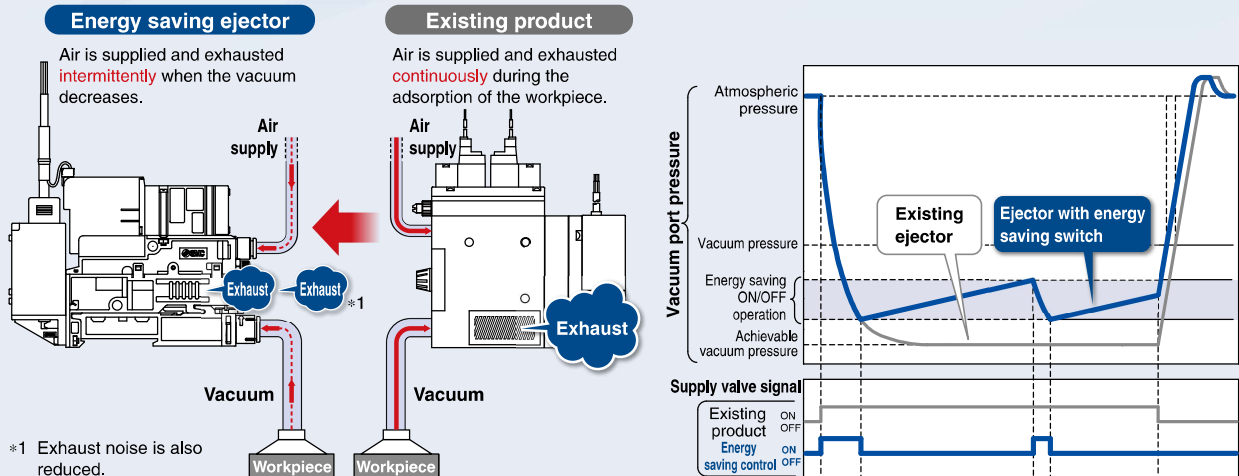 Energy saving ejector
Air is supplied and exhausted
intermittently when the vacuum
decreases.
Air
supply
SMC
Exhaust
Exhaust
*1
Vacuum
Workpiece
*1 Exhaust noise is also
reduced.
Existing product
Air is supplied and exhausted
continuously during the
adsorption of the workpiece.
Air
supply
Exhaust
Vacuum
Workpiece
Vacuum port pressure
Atmospheric
pressure
Vacuum pressure
Energy saving
ON/OFF
operation
Achievable
vacuum pressure
Existing
ejector
Ejector with energy
saving switch
Supply valve signal
Existing
product
ON
OFF
Energy
saving control
ON
OFF